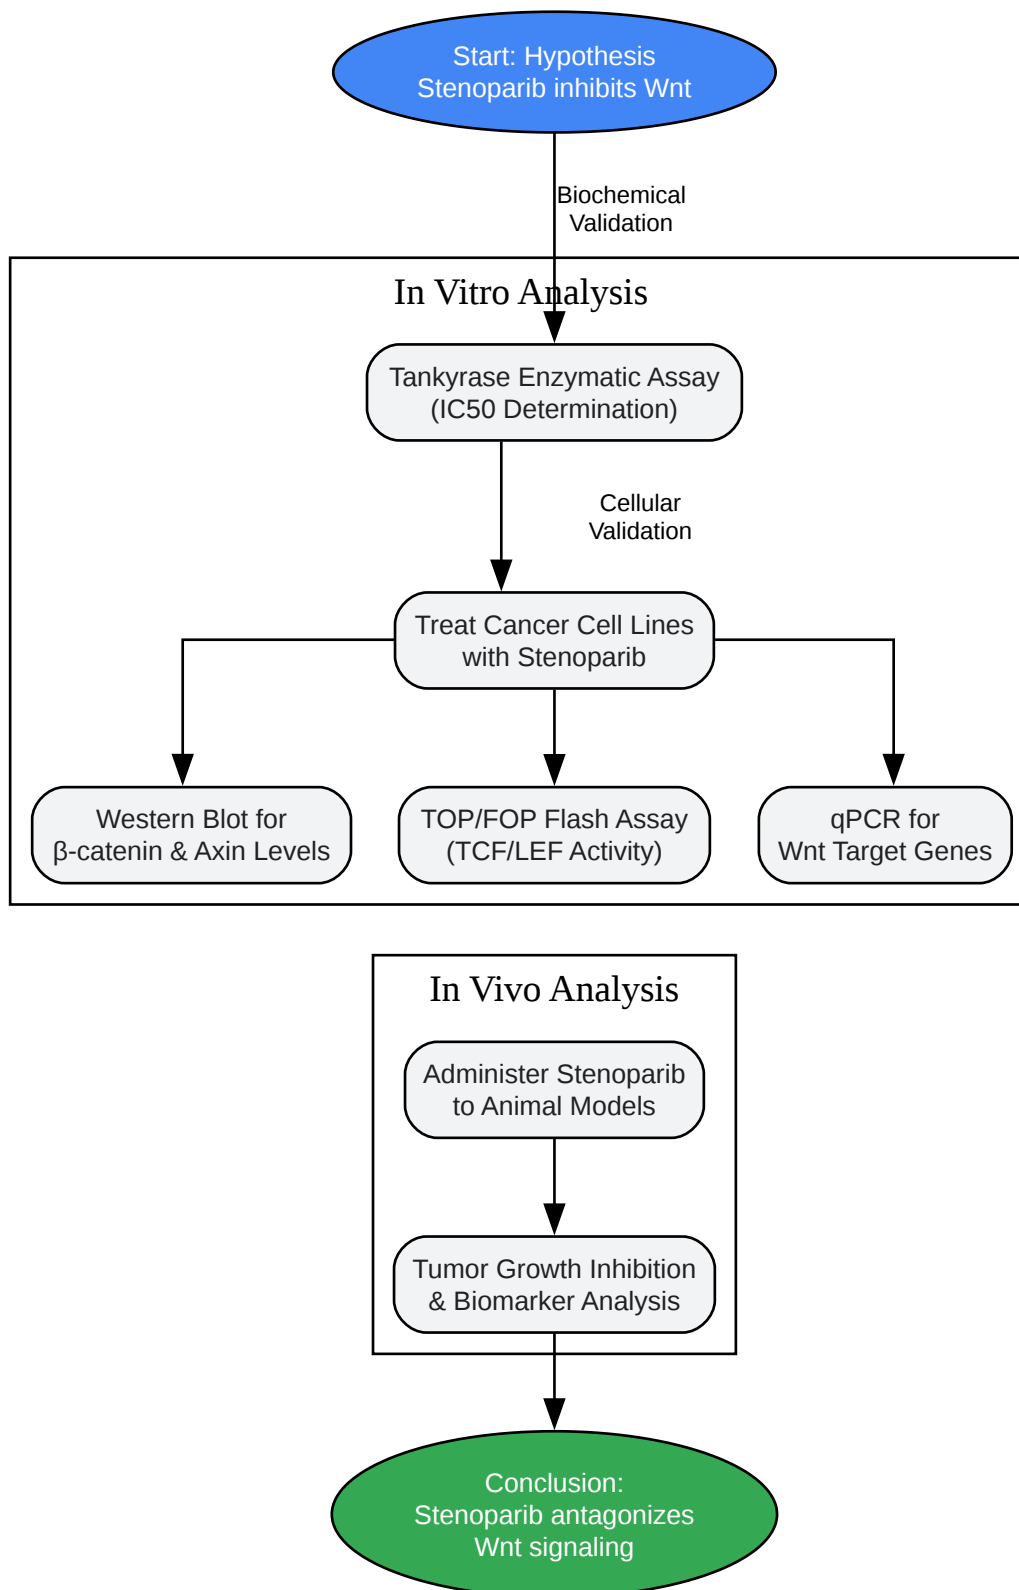 Start: Hypothesis
Stenoparib inhibits Wnt
Biochemical
Validation
In Vitro Analysis
Tankyrase Enzymatic Assay
(IC50 Determination)
Cellular
Validation
Treat Cancer Cell Lines
with Stenoparib
Western Blot for
β-catenin & Axin Levels
TOP/FOP Flash Assay
(TCF/LEF Activity)
qPCR for
Wnt Target Genes
In Vivo Analysis
Administer Stenoparib
to Animal Models
Tumor Growth Inhibition
& Biomarker Analysis
Conclusion:
Stenoparib antagonizes
Wnt signaling